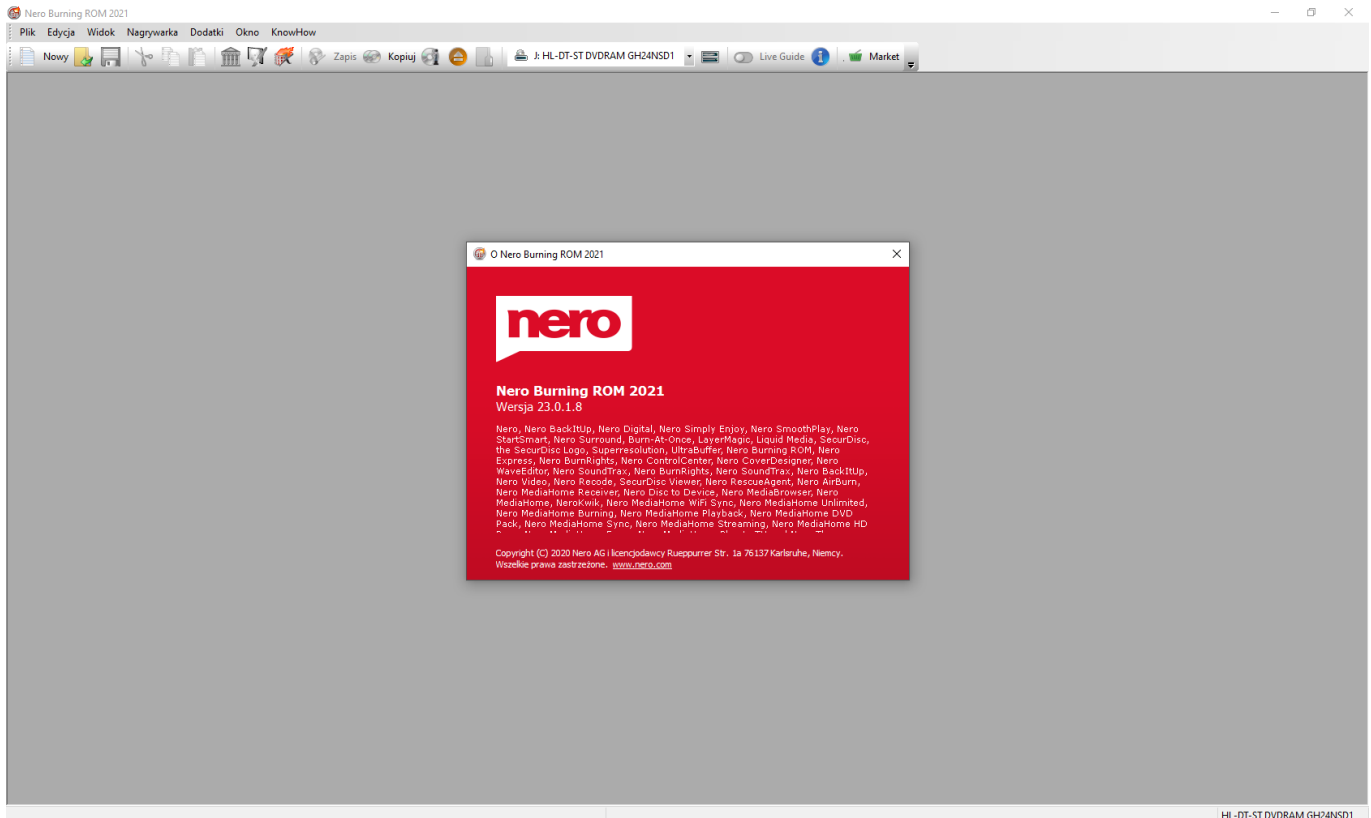 Nero Burning ROM 2021
Plik Edycja Widok Nagrywarka Dodatki Okno KnowHow
Nowy Zapis Kopiuj J: HL-DT-ST DVDRAM GH24NSD1 Live Guide Market
O Nero Burning ROM 2021
nero
Nero Burning ROM 2021
Wersja 23.0.1.8
Nero, Nero BackItUp, Nero Digital, Nero Simply Enjoy, Nero SmoothPlay, Nero
StartSmart, Nero Surround, Burn-At-Once, LayerMagic, Liquid Media, SecurDisc,
the SecurDisc Logo, Superresolution, UltraBuffer, Nero Burning ROM, Nero
Express, Nero BurnRights, Nero ControlCenter, Nero CoverDesigner, Nero
WaveEditor, Nero SoundTrax, Nero BurnRights, Nero SoundTrax, Nero BackItUp,
Nero Video, Nero Recode, SecurDisc Viewer, Nero RescueAgent, Nero AirBurn,
Nero MediaHome Receiver, Nero Disc to Device, Nero MediaBrowser, Nero
MediaHome, NeroKwik, Nero MediaHome WiFi Sync, Nero MediaHome Unlimited,
Nero MediaHome Burning, Nero MediaHome Playback, Nero MediaHome DVD
Pack, Nero MediaHome Sync, Nero MediaHome Streaming, Nero MediaHome HD
Copyright (C) 2020 Nero AG i licencjodawcy Rueppurrer Str. 1a 76137 Karlsruhe, Niemcy.
Wszelkie prawa zastrzeżone. www.nero.com
HL-DT-ST DVDRAM GH24NSD1